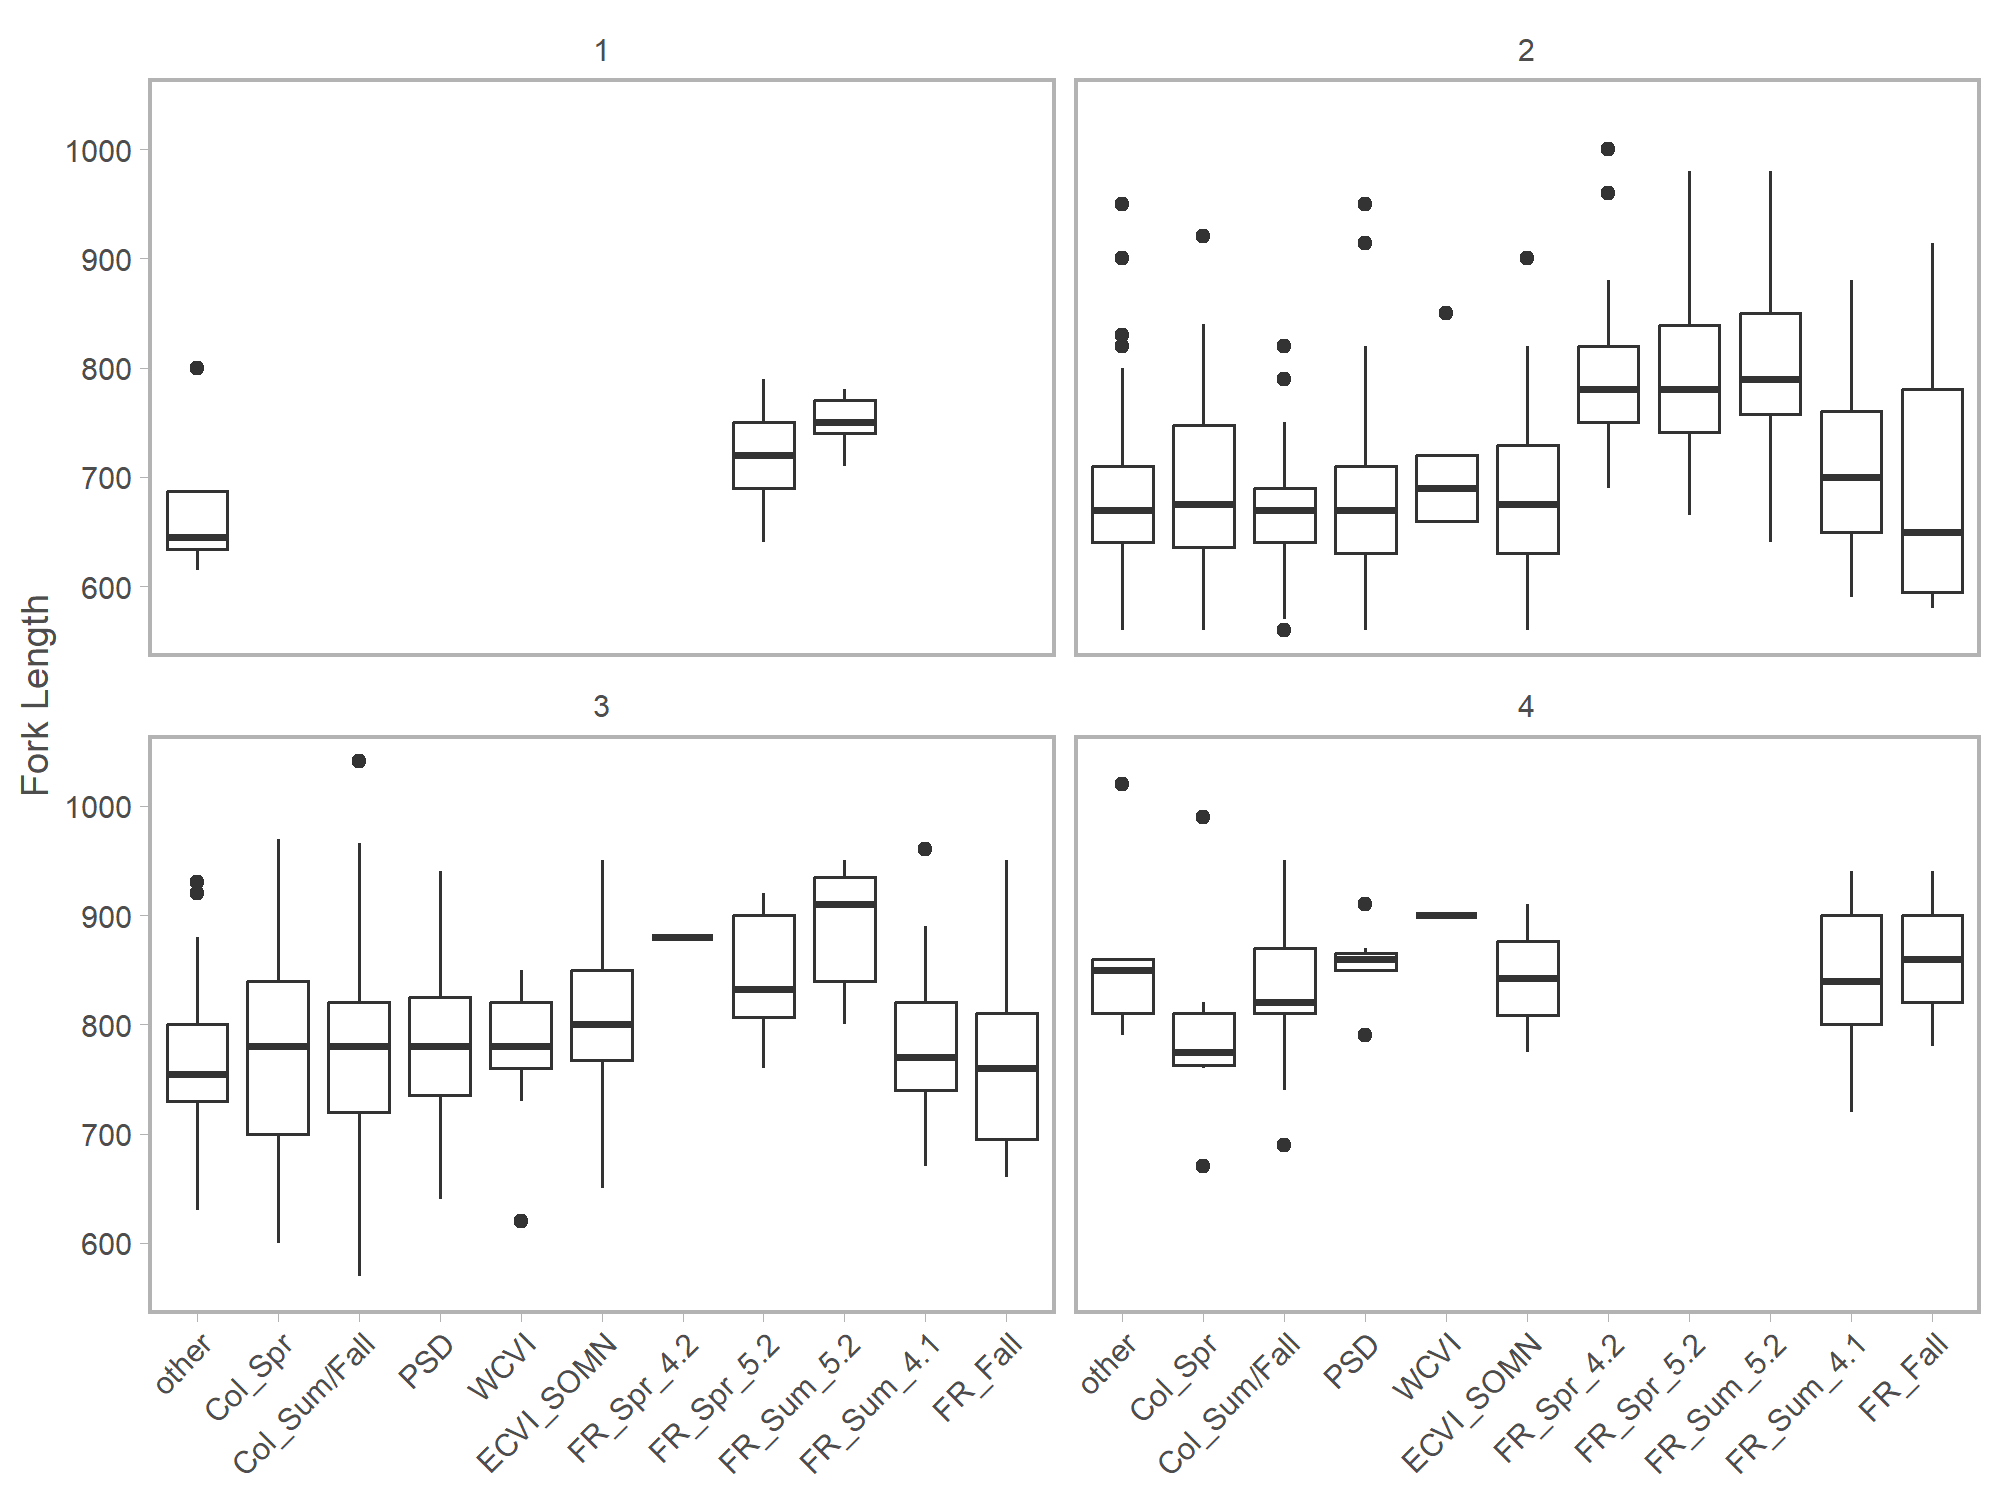 1
2
1000
900
800
700
600
3
4
1000
900
800
700
600
Fork Length
other
Col_Spr
Col_Sum/Fall
PSD
WCVI
ECVI_SOMN
FR_Spr_4.2
FR_Spr_5.2
FR_Sum_5.2
FR_Sum_4.1
FR_Fall
other
Col_Spr
Col_Sum/Fall
PSD
WCVI
ECVI_SOMN
FR_Spr_4.2
FR_Spr_5.2
FR_Sum_5.2
FR_Sum_4.1
FR_Fall